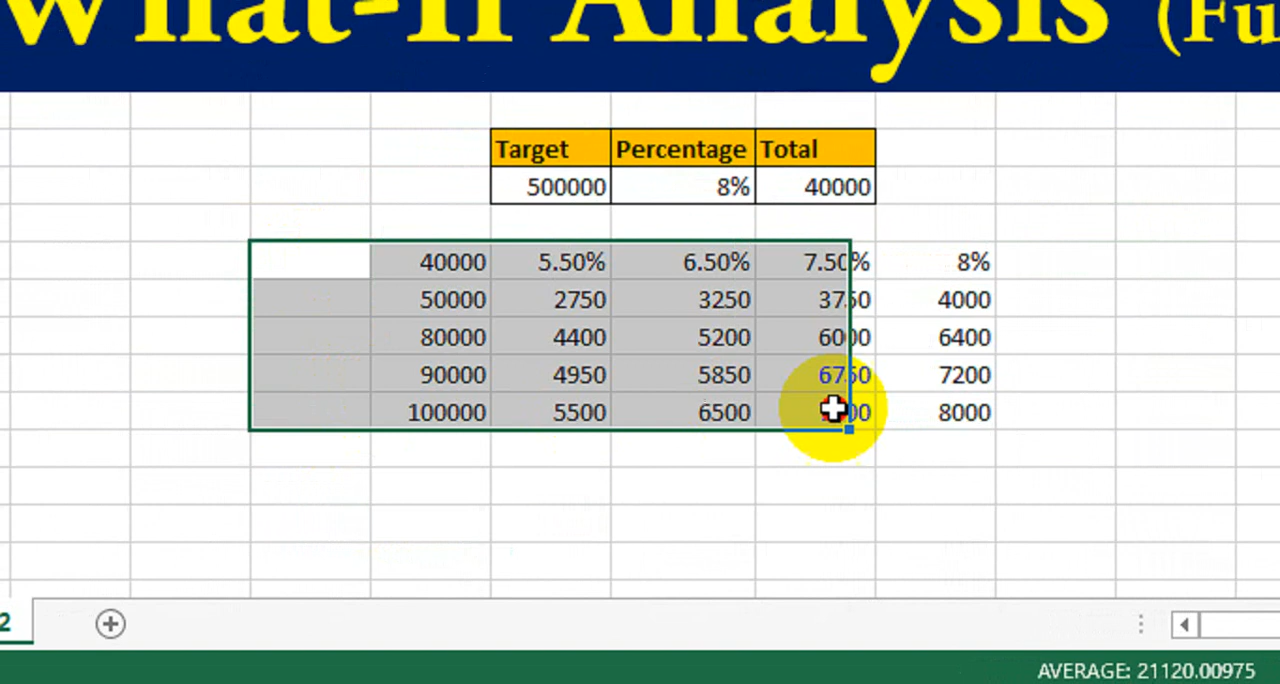 What-If Analysis (Fu
Target Percentage Total
500000 8% 40000
40000 5.50% 6.50% 7.50% 8%
50000 2750 3250 3750 4000
80000 4400 5200 6000 6400
90000 4950 5850 6750 7200
100000 5500 6500 00 8000
2
AVERAGE: 21120.00975